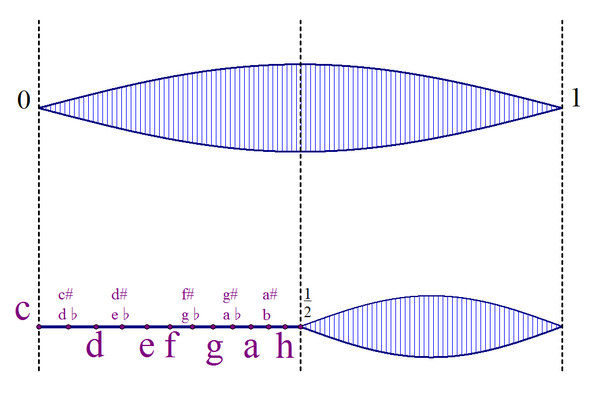 0 1
c# d# f# g# a# 1/2
c d♭ e♭ g♭ a♭ b
d e f g a h